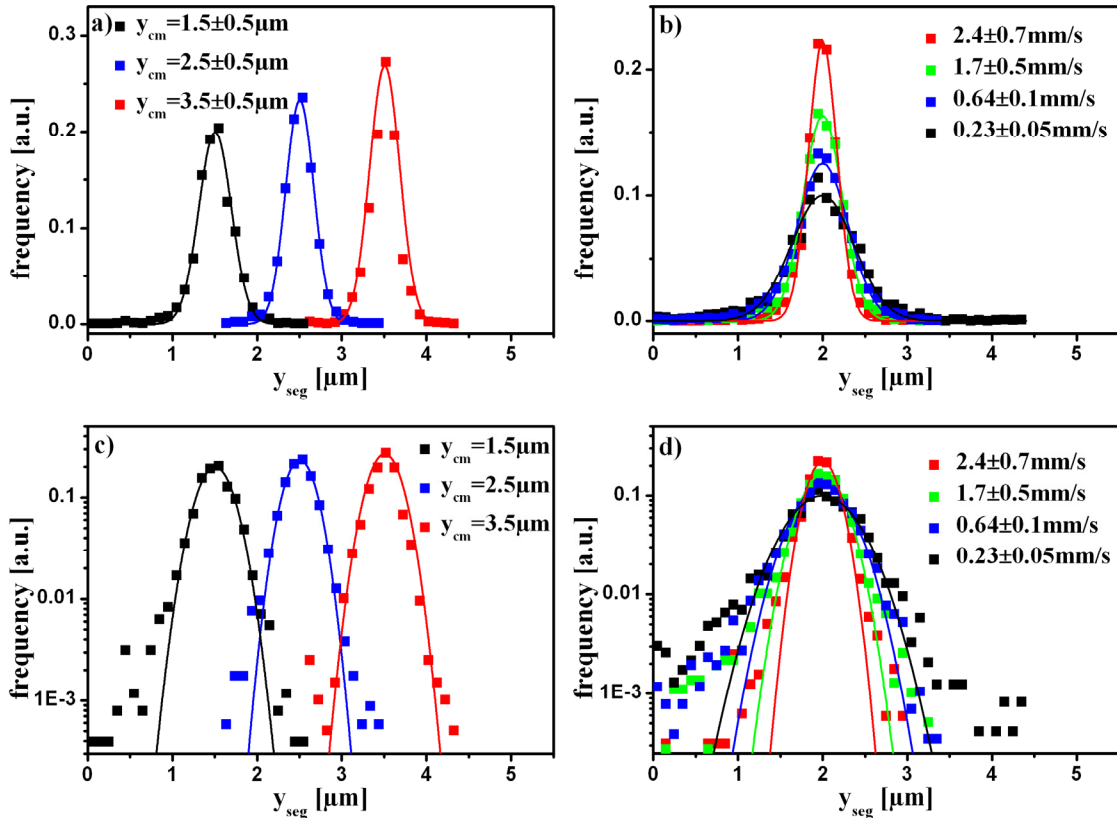 a)
y_cm=1.5±0.5µm
y_cm=2.5±0.5µm
y_cm=3.5±0.5µm
frequency [a.u.]
0.3
0.2
0.1
0.0
0 1 2 3 4 5
y_seg [µm]
b)
2.4±0.7mm/s
1.7±0.5mm/s
0.64±0.1mm/s
0.23±0.05mm/s
frequency [a.u.]
0.2
0.1
0.0
0 1 2 3 4 5
y_seg [µm]
c)
y_cm=1.5µm
y_cm=2.5µm
y_cm=3.5µm
frequency [a.u.]
0.1
0.01
1E-3
0 1 2 3 4 5
y_seg [µm]
d)
2.4±0.7mm/s
1.7±0.5mm/s
0.64±0.1mm/s
0.23±0.05mm/s
frequency [a.u.]
0.1
0.01
1E-3
0 1 2 3 4 5
y_seg [µm]